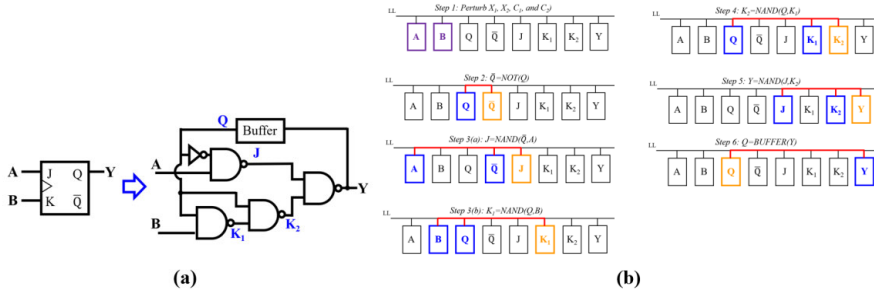 A
B
J
Q
K
Q̄
Y
Q
Buffer
J
A
B
K₁
K₂
Y
(a)
Step 1: Perturb X₁, X₂, C₁, and C₂)
LL
A B Q Q̄ J K₁ K₂ Y
Step 2: Q̄=NOT(Q)
LL
A B Q Q̄ J K₁ K₂ Y
Step 3(a): J=NAND(Q̄,A)
LL
A B Q Q̄ J K₁ K₂ Y
Step 3(b): K₁=NAND(Q,B)
LL
A B Q Q̄ J K₁ K₂ Y
Step 4: K₂=NAND(Q,K₁)
LL
A B Q Q̄ J K₁ K₂ Y
Step 5: Y=NAND(J,K₂)
LL
A B Q Q̄ J K₁ K₂ Y
Step 6: Q=BUFFER(Y)
LL
A B Q Q̄ J K₁ K₂ Y
(b)